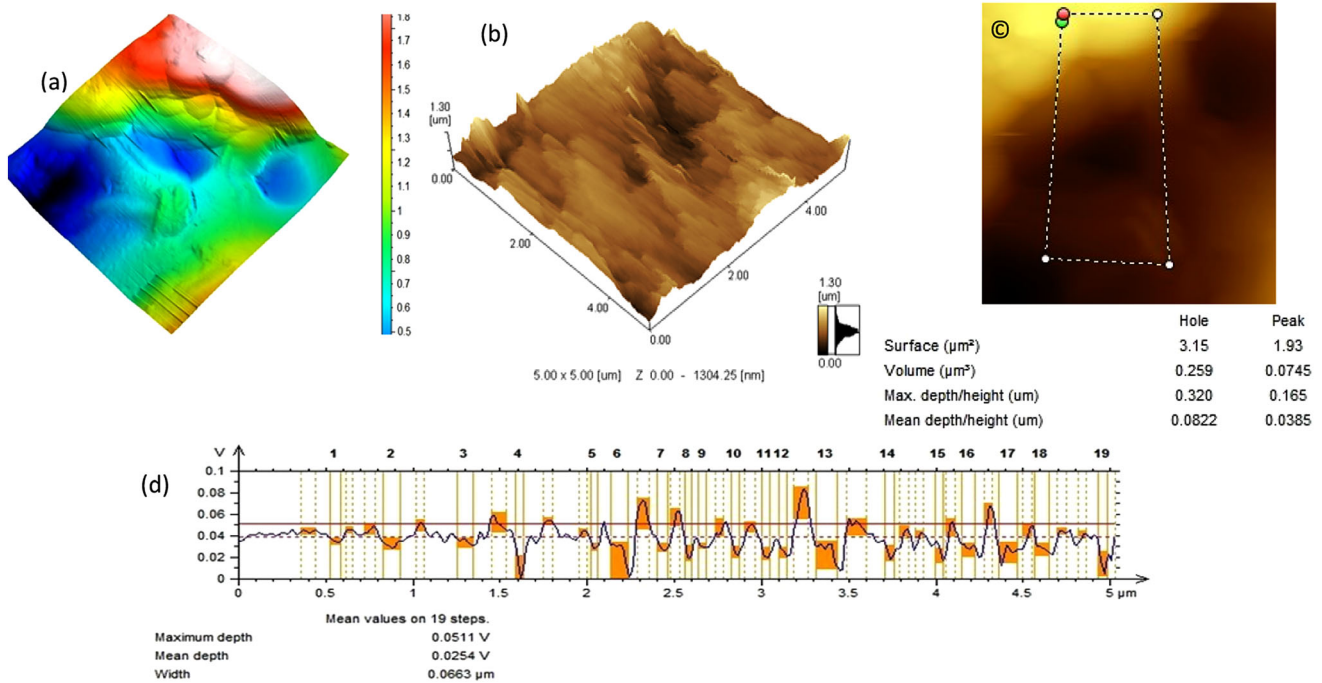 (a)
1.8
1.7
1.6
1.5
1.4
1.3
1.2
1.1
1
0.9
0.8
0.7
0.6
0.5
(b)
1.30
[um]
0.00
2.00
4.00
0.00
2.00
4.00
1.30
[um]
0.00
5.00 x 5.00 [um] Z 0.00 - 1304.25 [nm]
©
Hole Peak
Surface (µm²) 3.15 1.93
Volume (µm³) 0.259 0.0745
Max. depth/height (um) 0.320 0.165
Mean depth/height (um) 0.0822 0.0385
(d)
V 1 2 3 4 5 6 7 8 9 10 11 12 13 14 15 16 17 18 19
0.1
0.08
0.06
0.04
0.02
0
0 0.5 1 1.5 2 2.5 3 3.5 4 4.5 5 µm
Mean values on 19 steps.
Maximum depth 0.0511 V
Mean depth 0.0254 V
Width 0.0663 µm